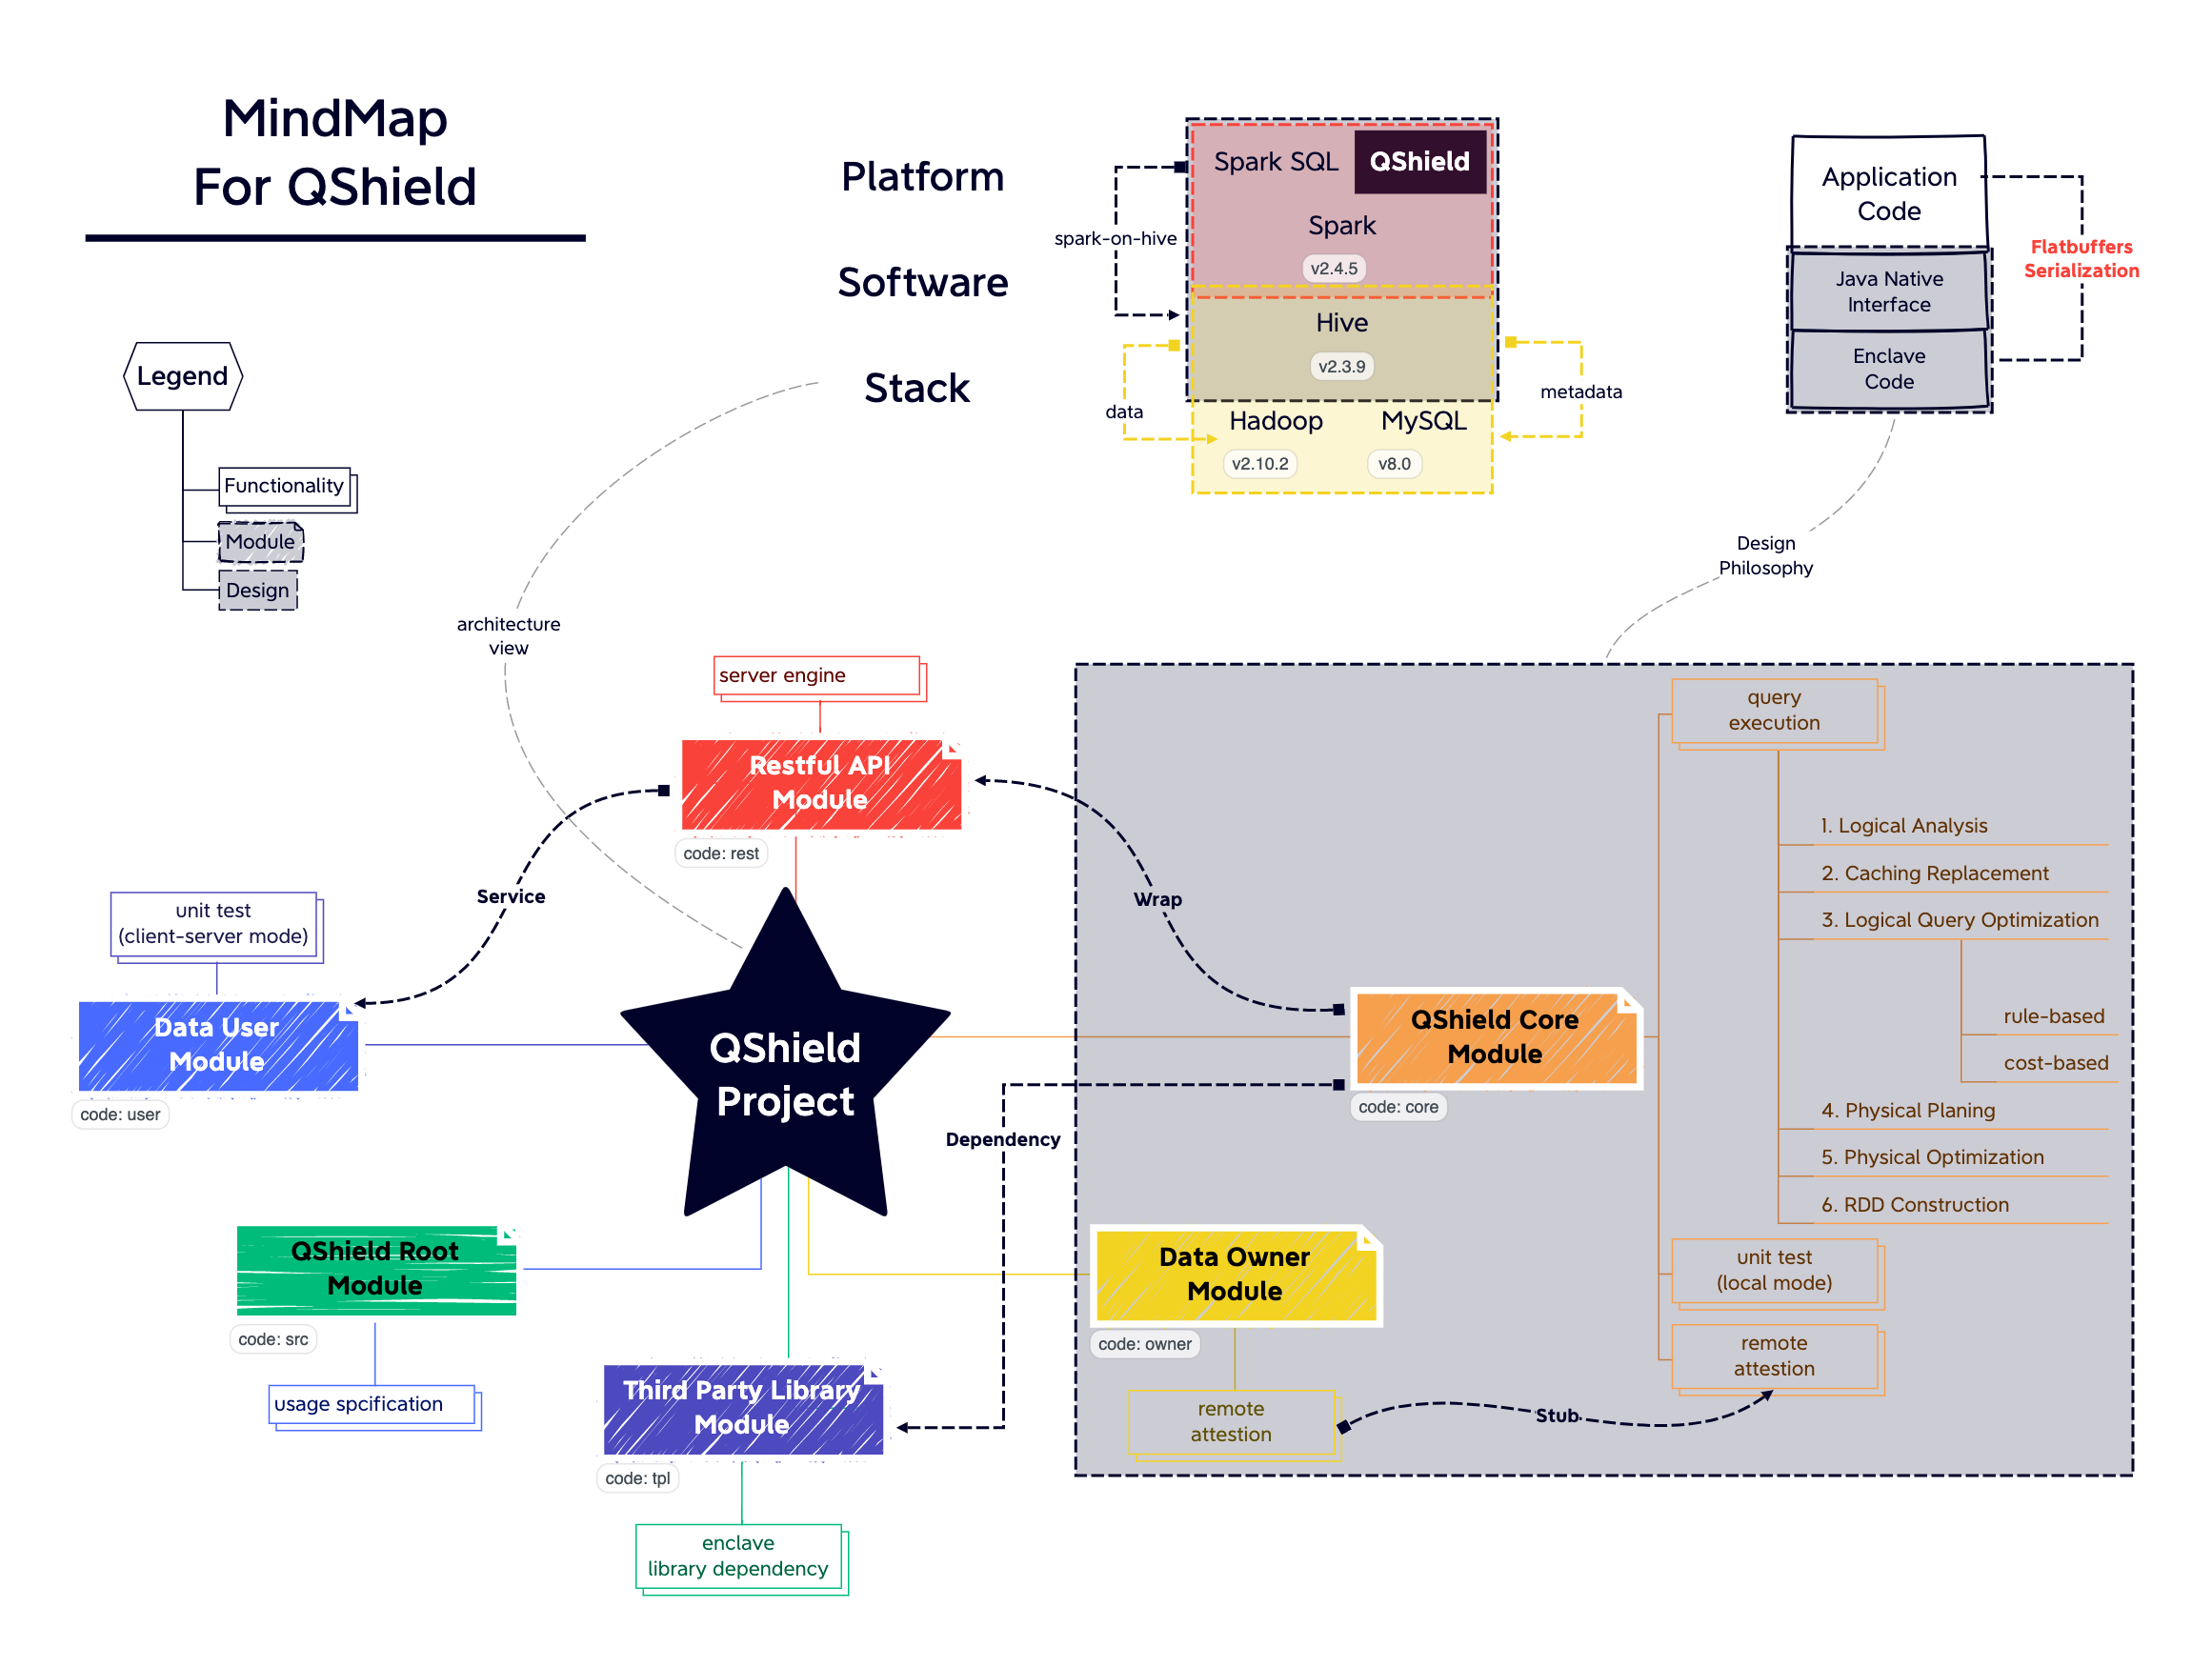 MindMap
For QShield
Platform
Software
Stack
Spark SQL
QShield
Spark
v2.4.5
spark-on-hive
Hive
v2.3.9
data
metadata
Hadoop
MySQL
v2.10.2
v8.0
Application
Code
Java Native
Interface
Enclave
Code
Flatbuffers
Serialization
Legend
Functionality
Module
Design
Design
Philosophy
architecture
view
server engine
Restful API
Module
code: rest
Service
Wrap
unit test
(client-server mode)
Data User
Module
code: user
QShield
Project
QShield Core
Module
code: core
Dependency
query
execution
1. Logical Analysis
2. Caching Replacement
3. Logical Query Optimization
rule-based
cost-based
4. Physical Planing
5. Physical Optimization
6. RDD Construction
unit test
(local mode)
remote
attestion
QShield Root
Module
code: src
usage spcification
Data Owner
Module
code: owner
remote
attestion
Stub
Third Party Library
Module
code: tpl
enclave
library dependency